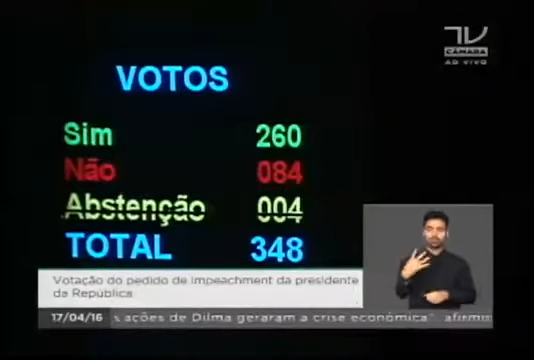 TV
CÂMARA
AO VIVO
VOTOS
Sim 260
Não 084
Abstenção 004
TOTAL 348
Votação do pedido de impeachment da presidente
da República
17/04/16 s ações de Dilma geraram a crise econômica" afirmou